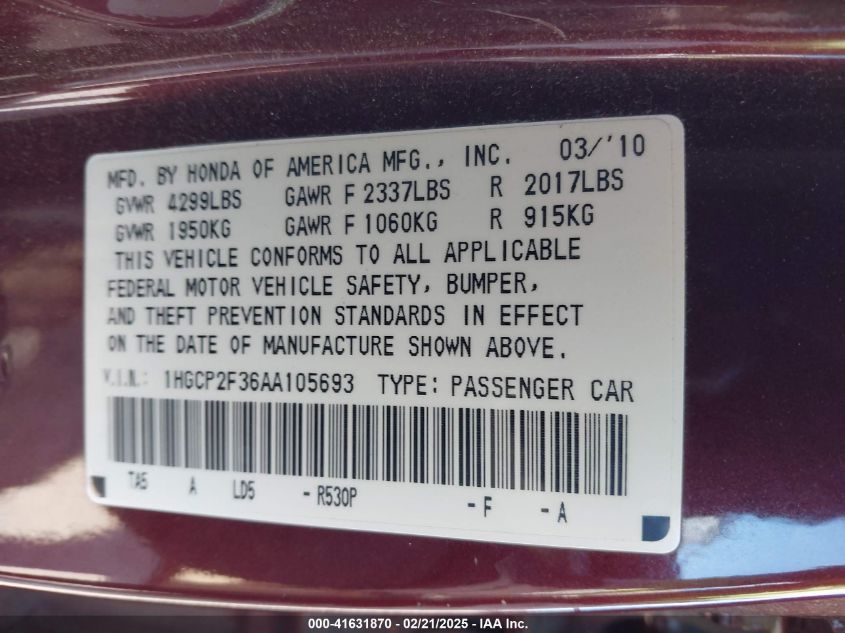 MFD. BY HONDA OF AMERICA MFG., INC. 03/'10
GVWR 4299LBS GAWR F 2337LBS R 2017LBS
GVWR 1950KG GAWR F 1060KG R 915KG
THIS VEHICLE CONFORMS TO ALL APPLICABLE
FEDERAL MOTOR VEHICLE SAFETY, BUMPER,
AND THEFT PREVENTION STANDARDS IN EFFECT
ON THE DATE OF MANUFACTURE SHOWN ABOVE.
V.I.N.: 1HGCP2F36AA105693 TYPE: PASSENGER CAR
TA5 A LD5 - R530P - F - A
000-41631870 - 02/21/2025 - IAAI.com